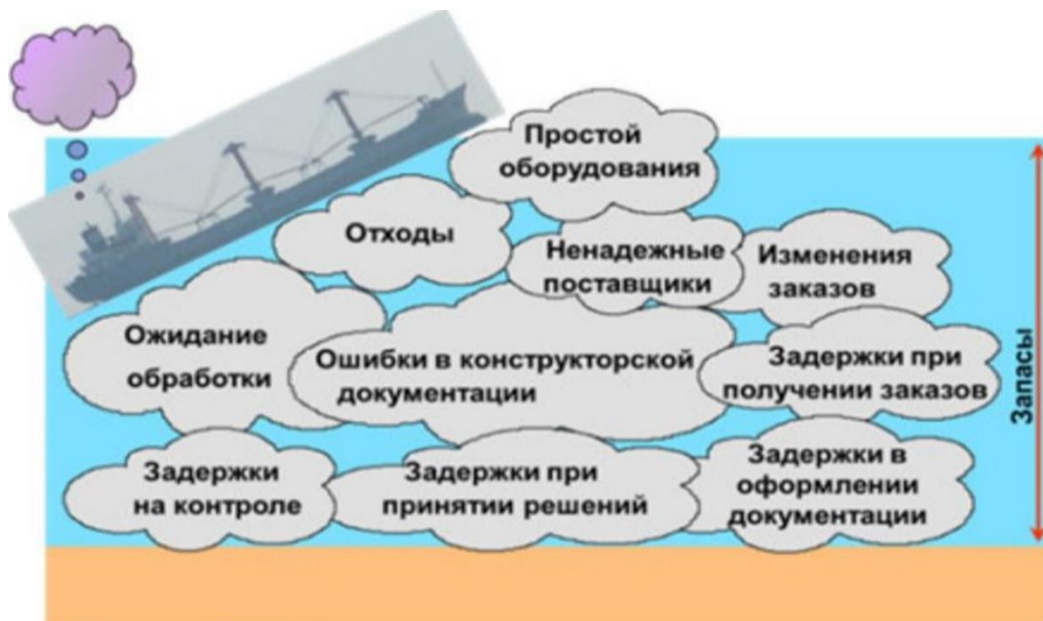 Простой
оборудования
Отходы
Ненадежные
поставщики
Изменения
заказов
Ожидание
обработки
Ошибки в конструкторской
документации
Задержки при
получении заказов
Задержки
на контроле
Задержки при
принятии решений
Задержки в
оформлении
документации
Запасы